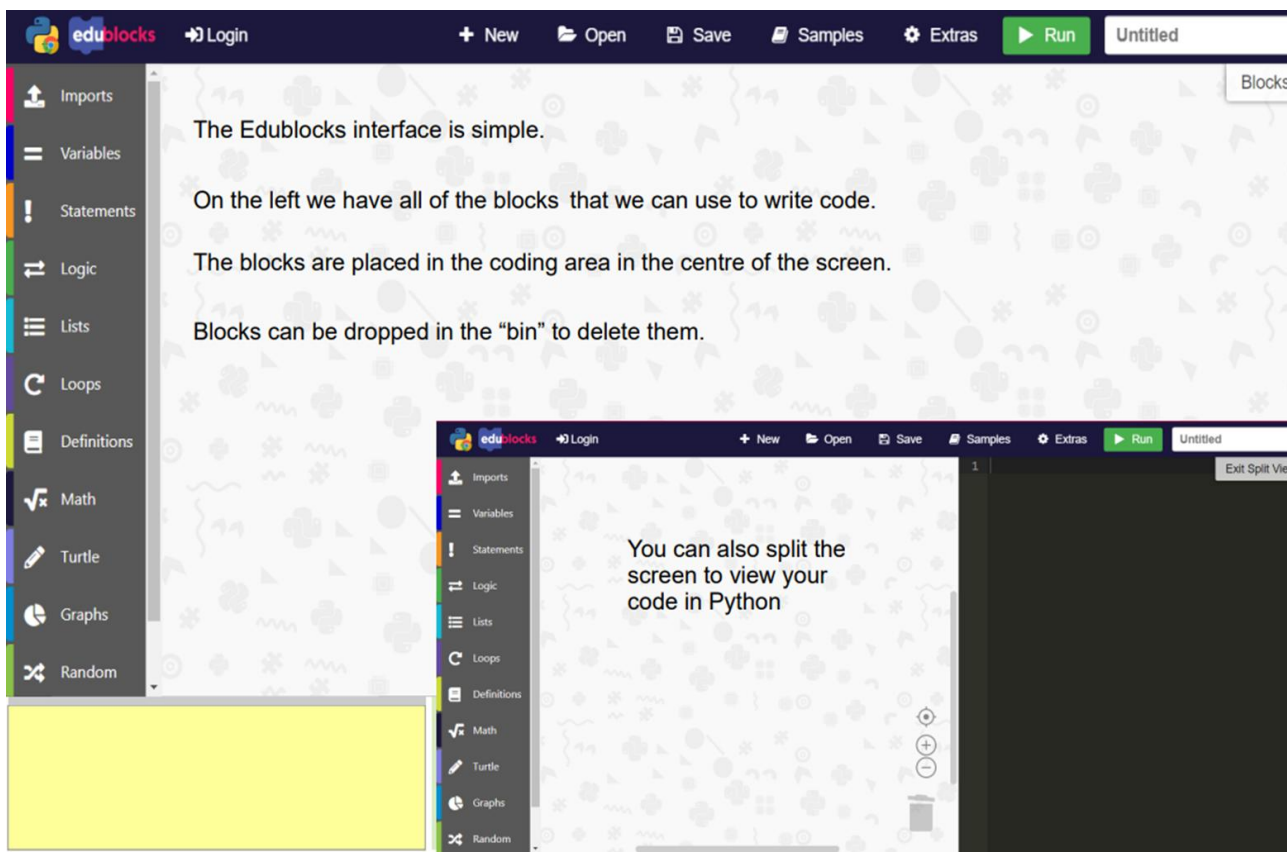 edublocks Login New Open Save Samples Extras Run Untitled
Blocks
Imports
Variables
Statements
Logic
Lists
Loops
Definitions
Math
Turtle
Graphs
Random
The Edublocks interface is simple.
On the left we have all of the blocks that we can use to write code.
The blocks are placed in the coding area in the centre of the screen.
Blocks can be dropped in the “bin” to delete them.
edublocks Login New Open Save Samples Extras Run Untitled
1
Exit Split Vie
Imports
Variables
Statements
Logic
Lists
Loops
Definitions
Math
Turtle
Graphs
Random
You can also split the
screen to view your
code in Python